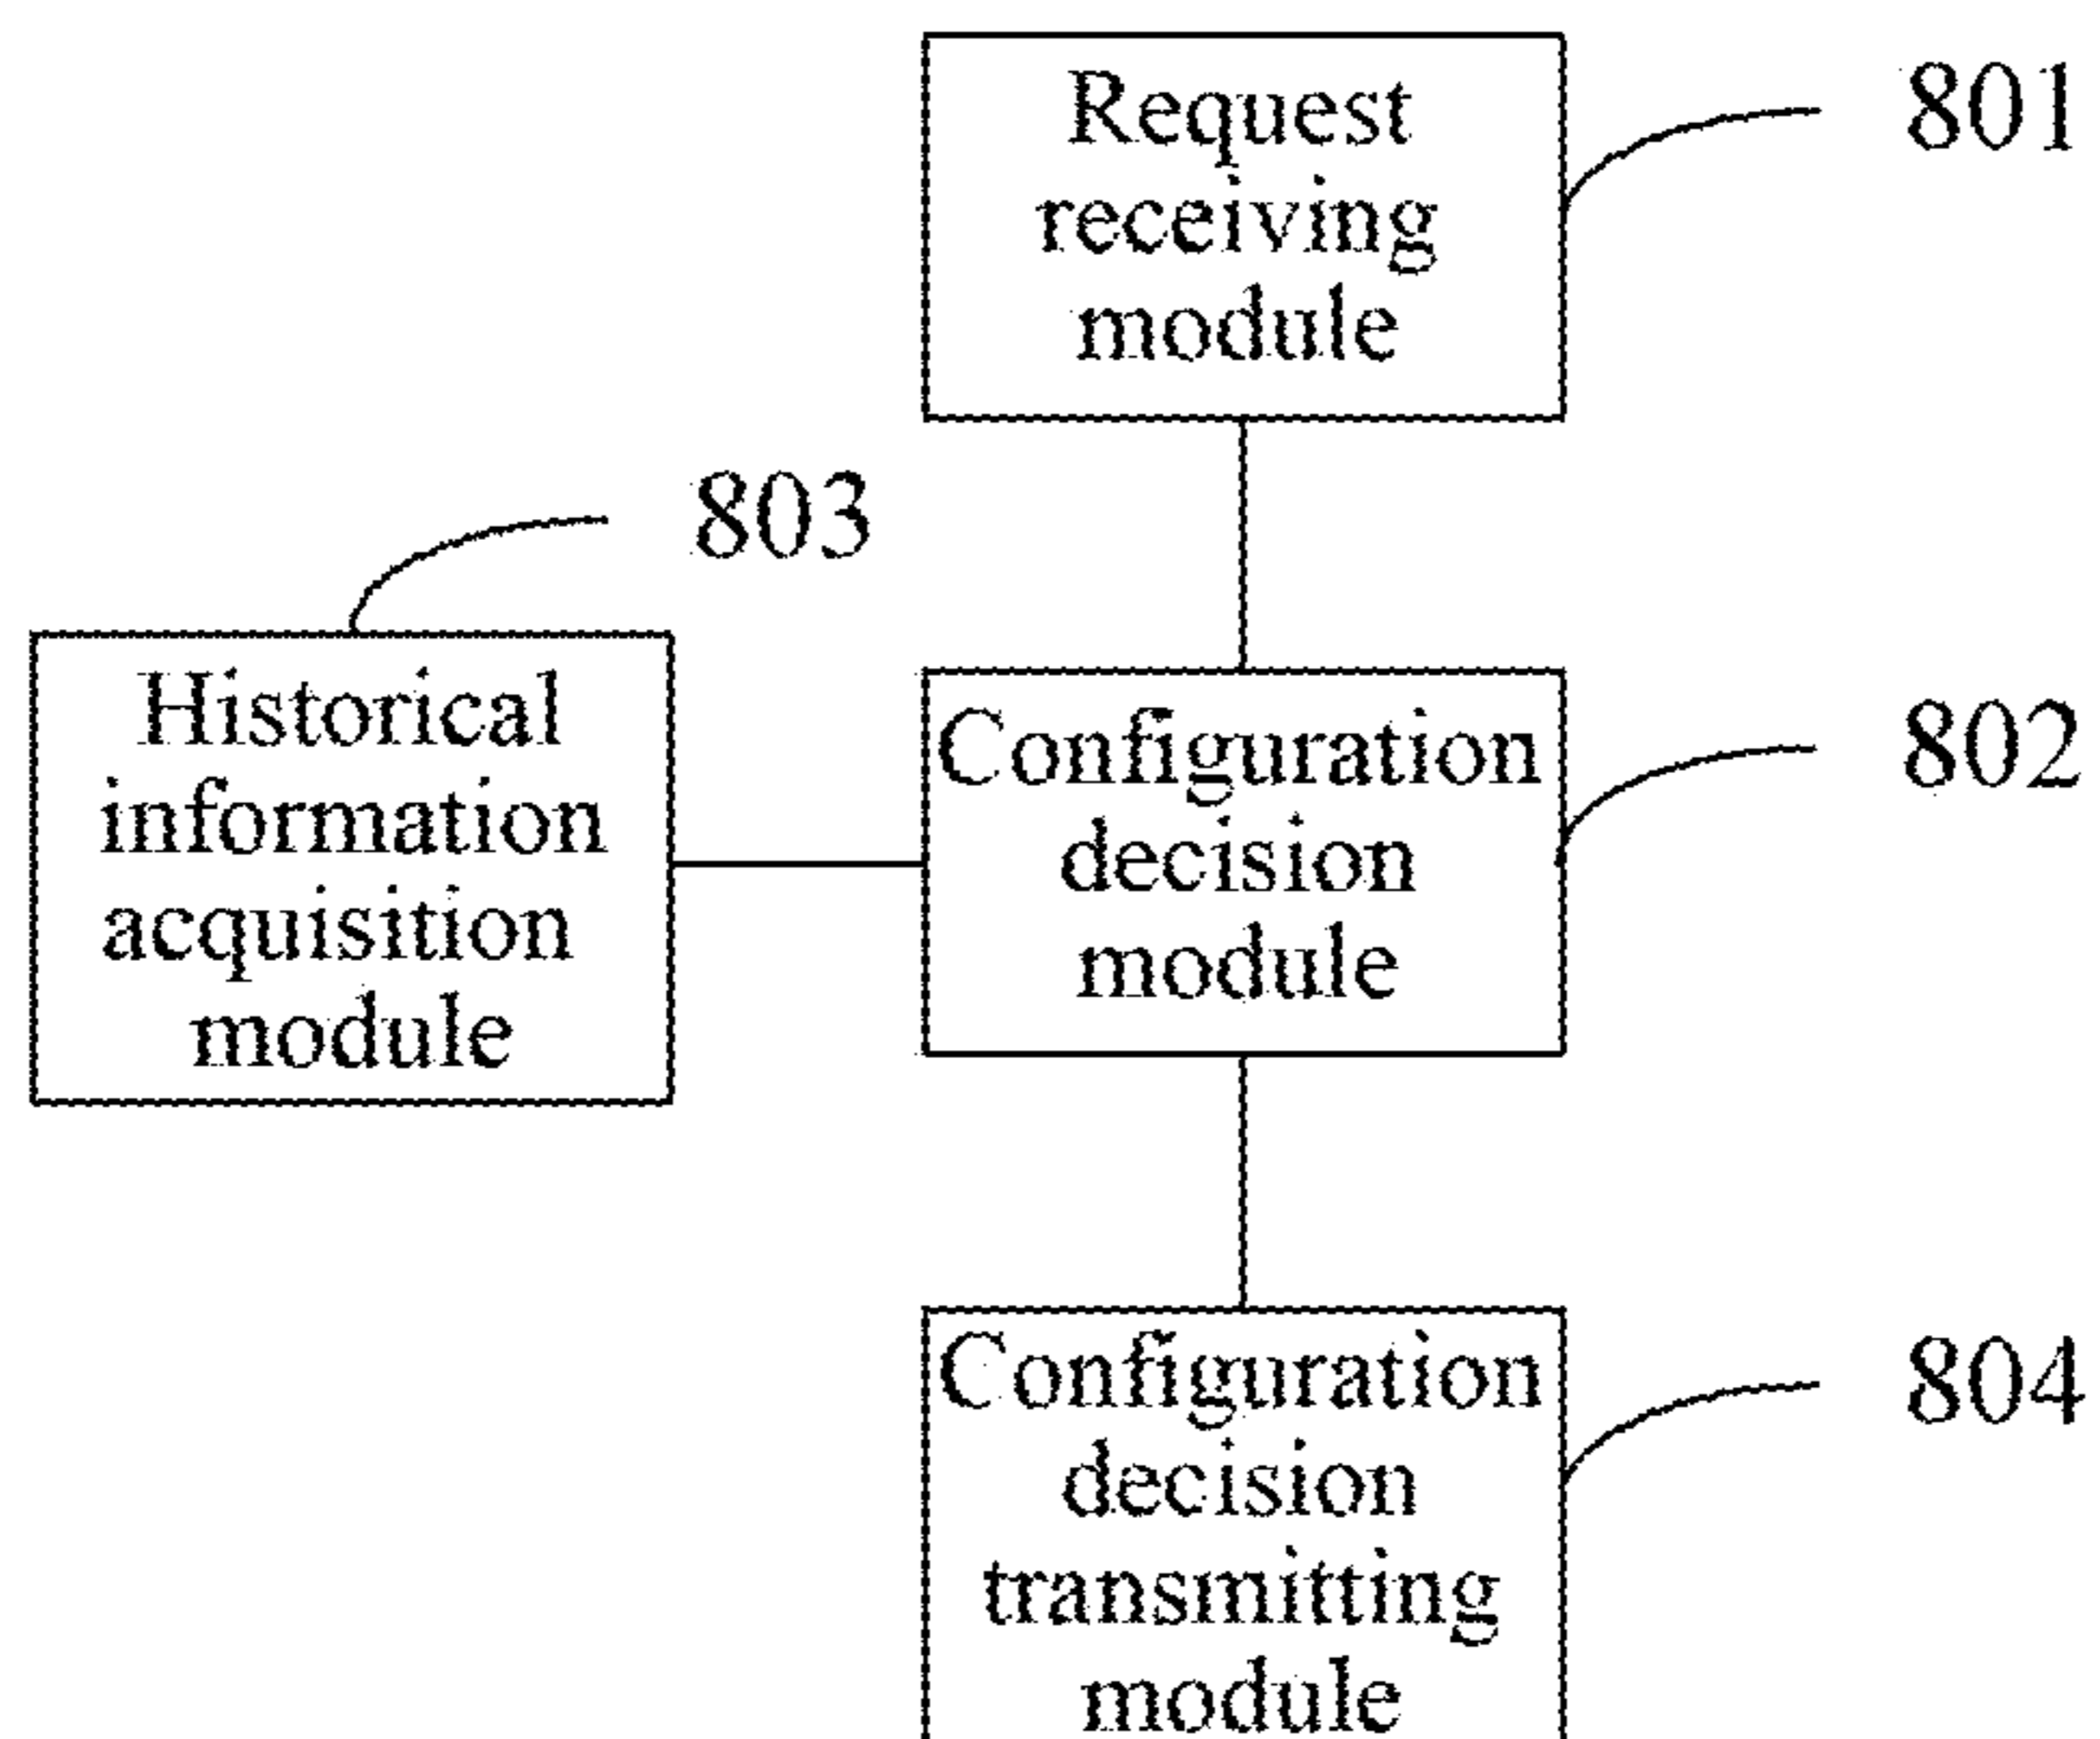 Request
receiving
module
801
803
Historical
information
acquisition
module
Configuration
decision
module
802
Configuration
decision
transmitting
module
804